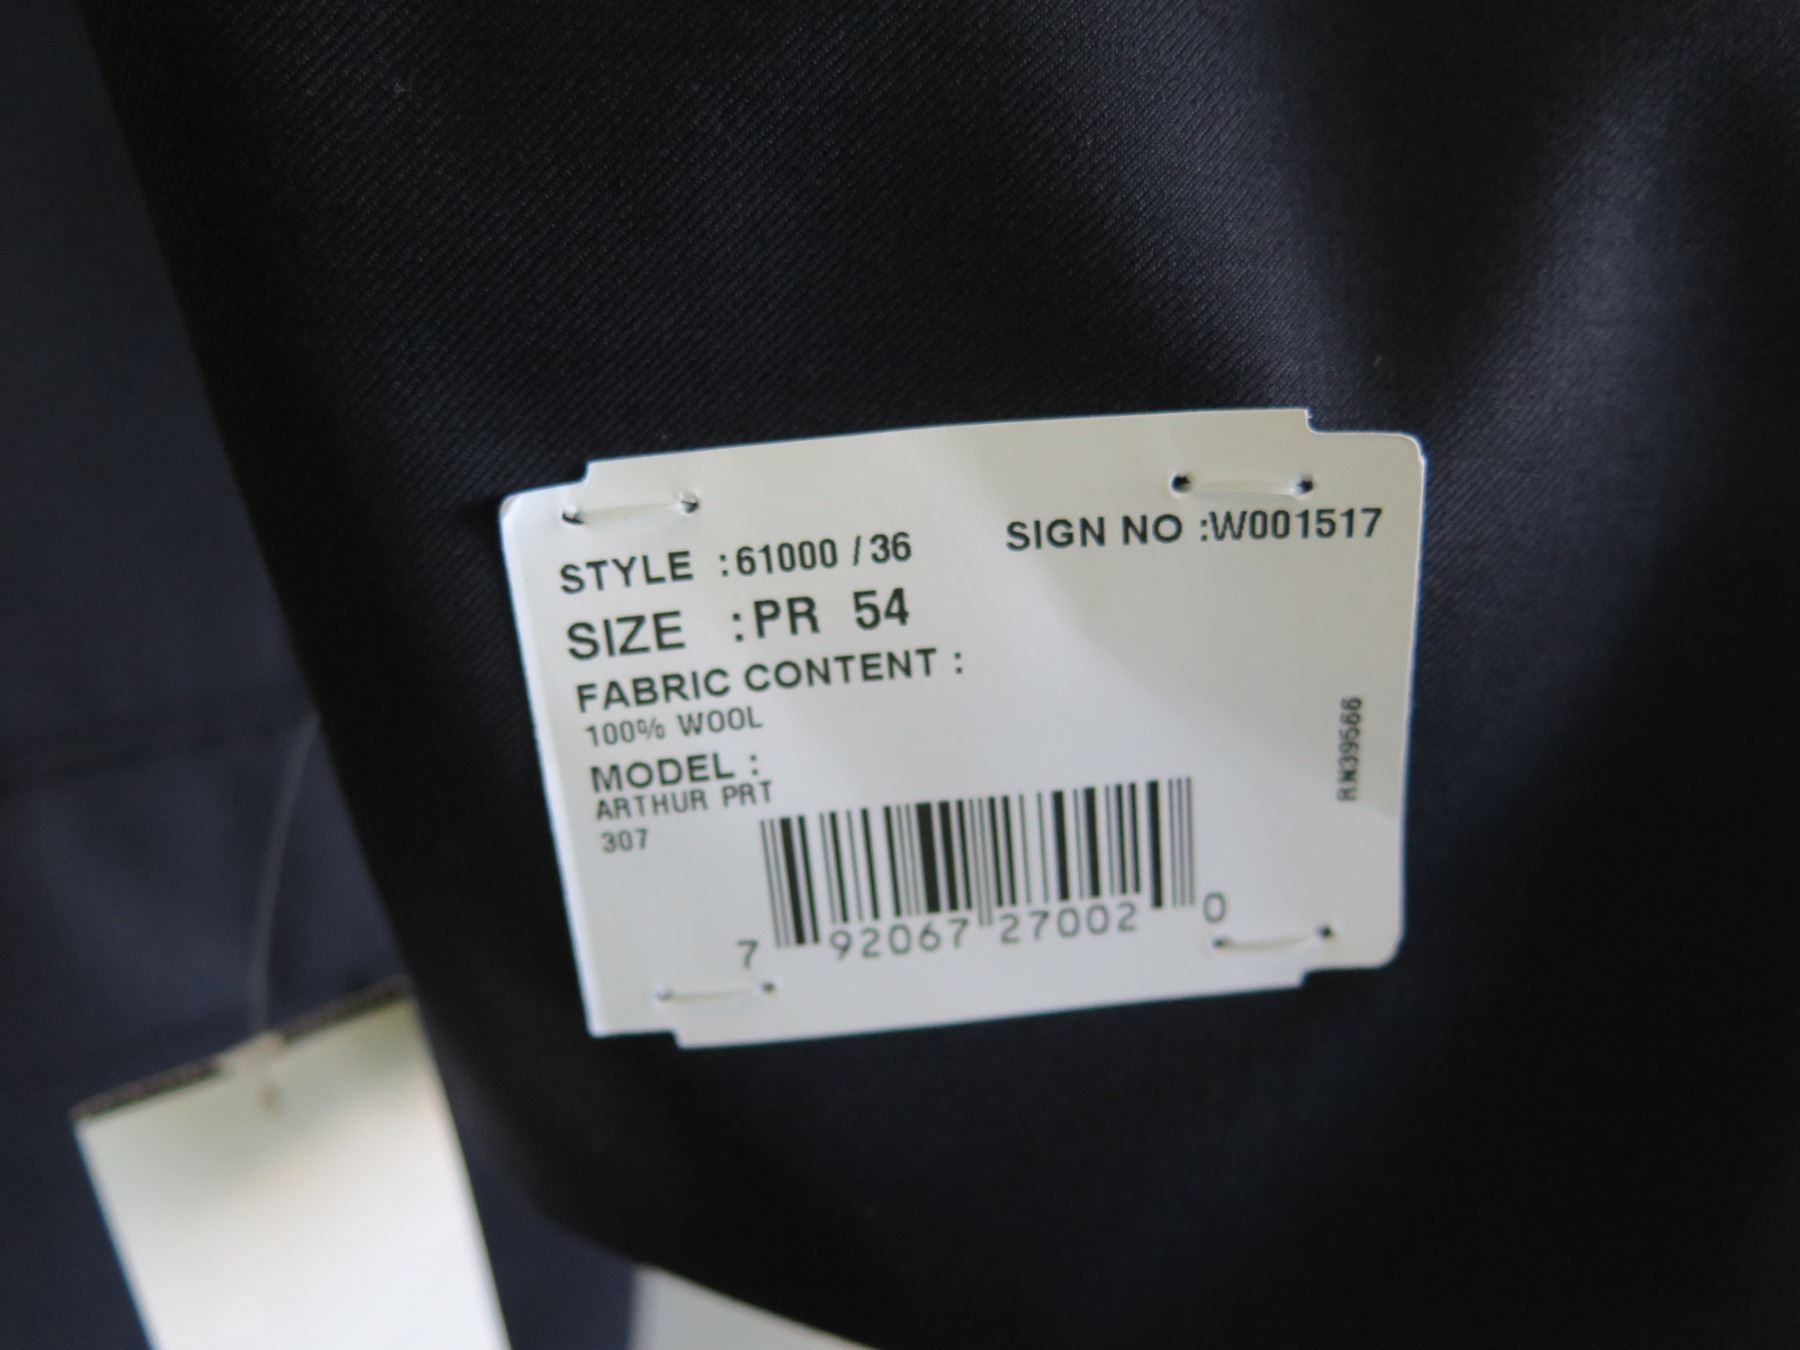 STYLE :61000 / 36
SIGN NO :W001517
SIZE :PR 54
FABRIC CONTENT :
100% WOOL
MODEL :
ARTHUR PRT
307
RN39566
7 92067 27002 0